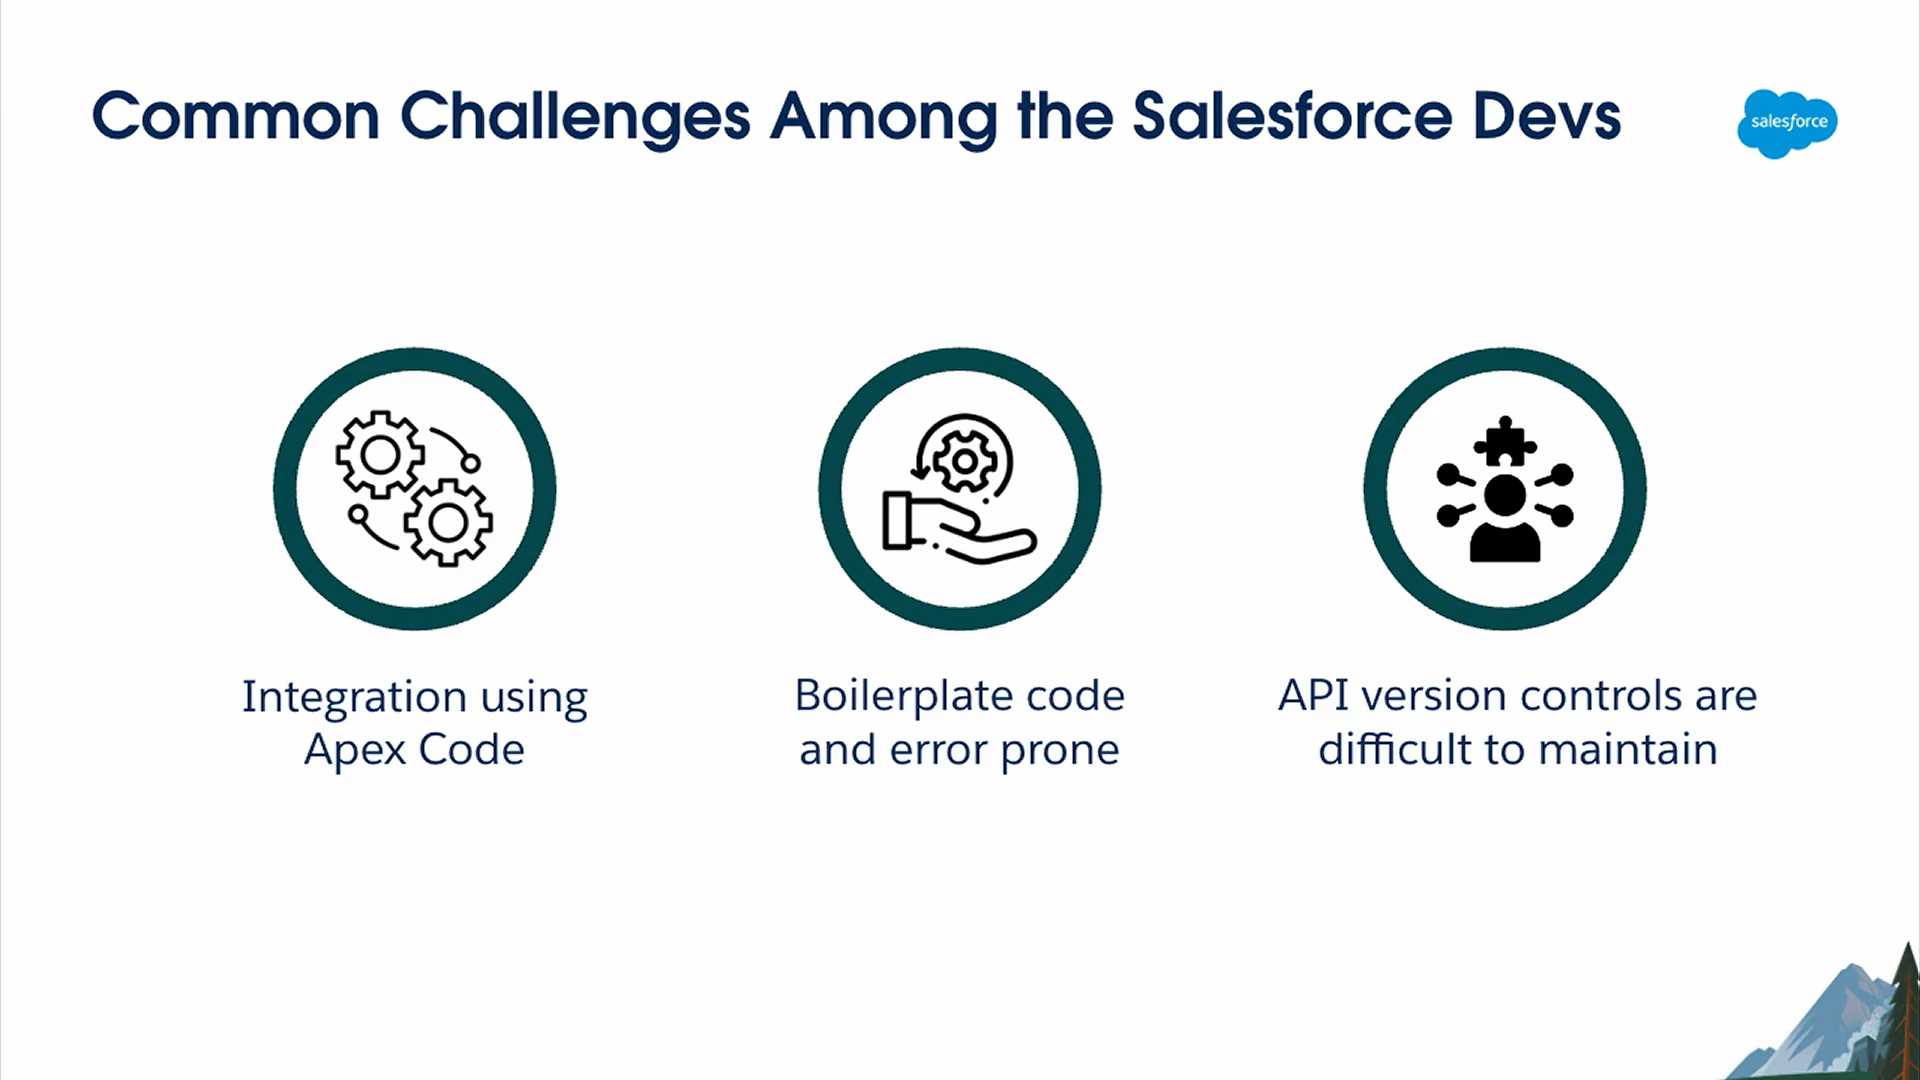 Common Challenges Among the Salesforce Devs
salesforce
Integration using
Apex Code
Boilerplate code
and error prone
API version controls are
difficult to maintain